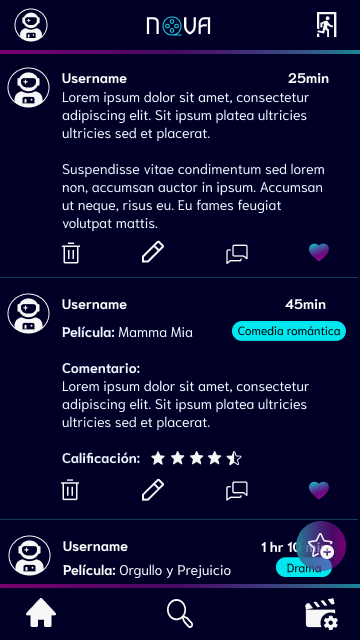 NOVA
Username 25min
Lorem ipsum dolor sit amet, consectetur
adipiscing elit. Sit ipsum platea ultricies
ultricies sed et placerat.
Suspendisse vitae condimentum sed lorem
non, accumsan auctor in ipsum. Accumsan
ut neque, risus eu. Eu fames feugiat
volutpat mattis.
Username 45min
Película: Mamma Mia Comedia romántica
Comentario:
Lorem ipsum dolor sit amet, consectetur
adipiscing elit. Sit ipsum platea ultricies
ultricies sed et placerat.
Calificación:
Username 1 hr 10 min
Película: Orgullo y Prejuicio Drama